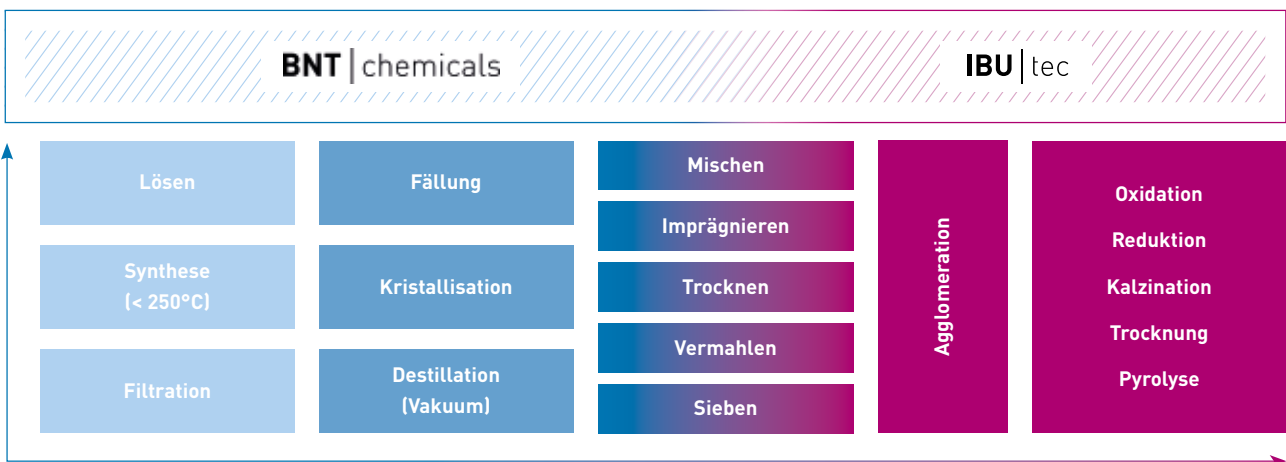 BNT | chemicals
IBU | tec
Lösen
Synthese
(< 250°C)
Filtration
Fällung
Kristallisation
Destillation
(Vakuum)
Mischen
Imprägnieren
Trocknen
Vermahlen
Sieben
Agglomeration
Oxidation
Reduktion
Kalzination
Trocknung
Pyrolyse